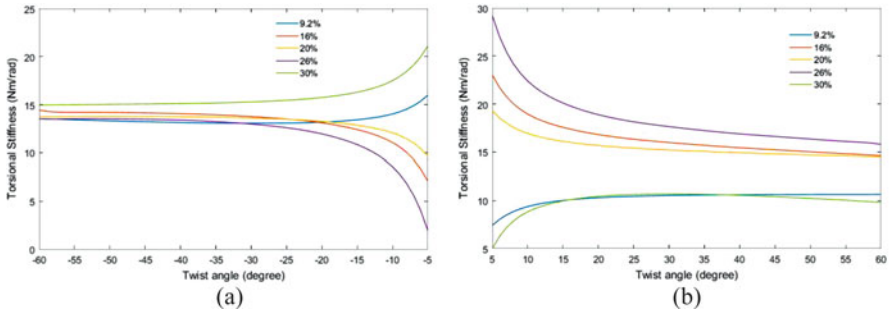 25
20
15
10
5
0
Torsional Stiffness (Nm/rad)
9.2%
16%
20%
26%
30%
-60 -55 -50 -45 -40 -35 -30 -25 -20 -15 -10 -5
Twist angle (degree)
(a)
30
25
20
15
10
5
Torsional Stiffness (Nm/rad)
9.2%
16%
20%
26%
30%
5 10 15 20 25 30 35 40 45 50 55 60
Twist angle (degree)
(b)